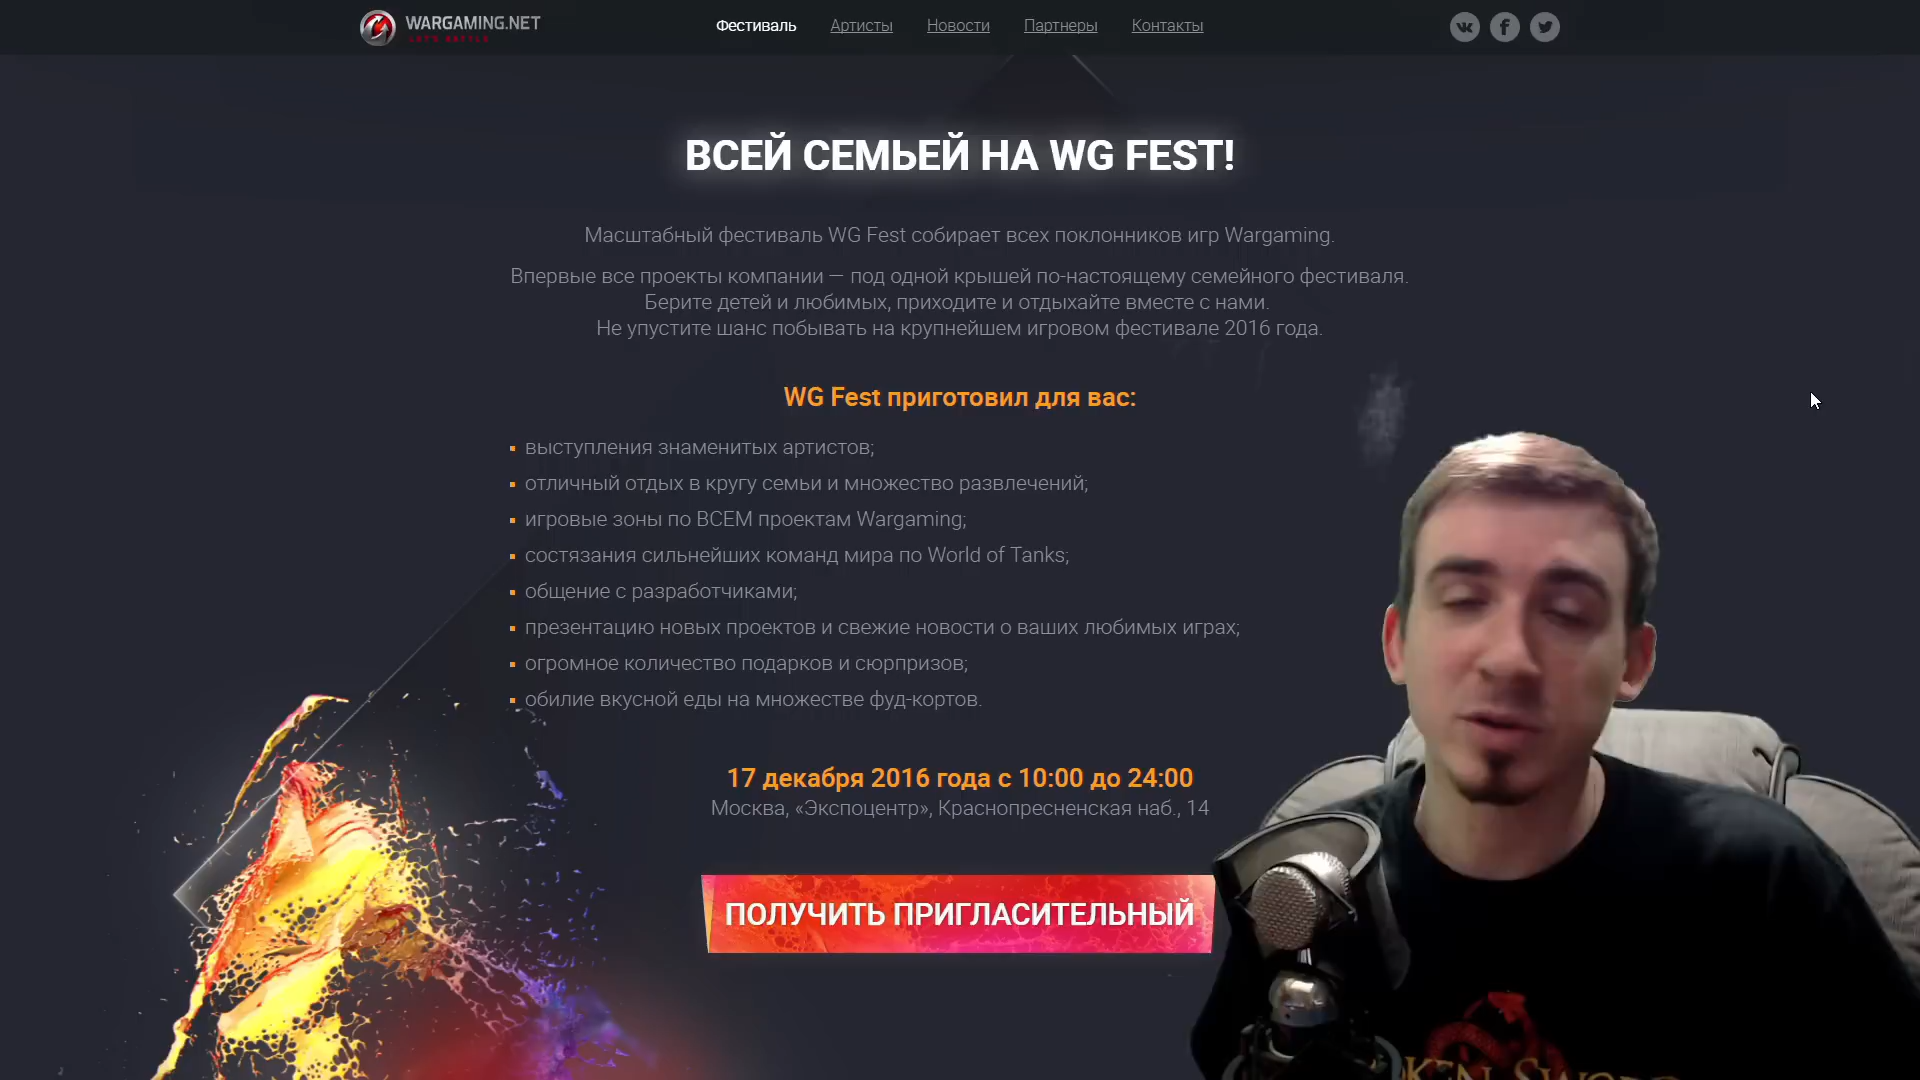 WARGAMING.NET
LET'S BATTLE
Фестиваль
Артисты
Новости
Партнеры
Контакты
ВСЕЙ СЕМЬЕЙ НА WG FEST!
Масштабный фестиваль WG Fest собирает всех поклонников игр Wargaming.
Впервые все проекты компании — под одной крышей по-настоящему семейного фестиваля.
Берите детей и любимых, приходите и отдыхайте вместе с нами.
Не упустите шанс побывать на крупнейшем игровом фестивале 2016 года.
WG Fest приготовил для вас:
выступления знаменитых артистов;
отличный отдых в кругу семьи и множество развлечений;
игровые зоны по ВСЕМ проектам Wargaming;
состязания сильнейших команд мира по World of Tanks;
общение с разработчиками;
презентацию новых проектов и свежие новости о ваших любимых играх;
огромное количество подарков и сюрпризов;
обилие вкусной еды на множестве фуд-кортов.
17 декабря 2016 года с 10:00 до 24:00
Москва, «Экспоцентр», Краснопресненская наб., 14
ПОЛУЧИТЬ ПРИГЛАСИТЕЛЬНЫЙ